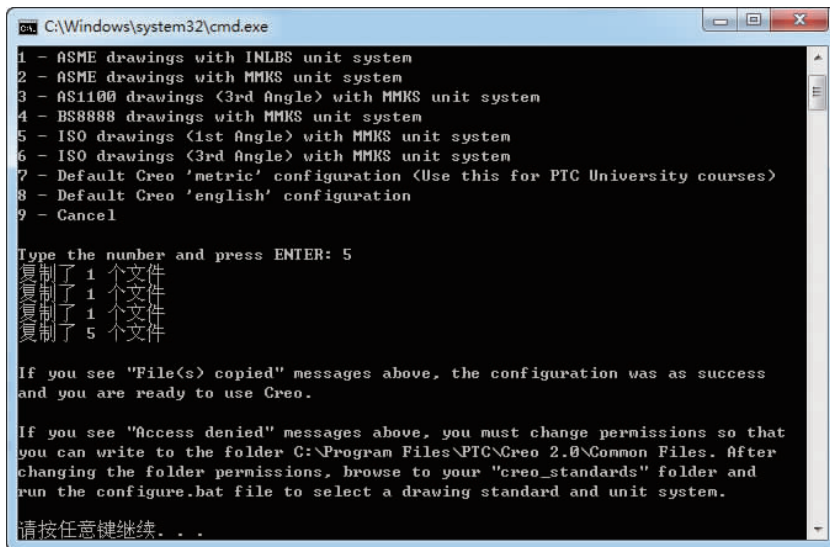 C:\Windows\system32\cmd.exe
1 - ASME drawings with INLBS unit system
2 - ASME drawings with MMKS unit system
3 - AS1100 drawings (3rd Angle) with MMKS unit system
4 - BS8888 drawings with MMKS unit system
5 - ISO drawings (1st Angle) with MMKS unit system
6 - ISO drawings (3rd Angle) with MMKS unit system
7 - Default Creo 'metric' configuration (Use this for PTC University courses)
8 - Default Creo 'english' configuration
9 - Cancel
Type the number and press ENTER: 5
复制了 1 个文件
复制了 1 个文件
复制了 1 个文件
复制了 5 个文件
If you see "File(s) copied" messages above, the configuration was as success
and you are ready to use Creo.
If you see "Access denied" messages above, you must change permissions so that
you can write to the folder C:\Program Files\PTC\Creo 2.0\Common Files. After
changing the folder permissions, browse to your "creo_standards" folder and
run the configure.bat file to select a drawing standard and unit system.
请按任意键继续. . .